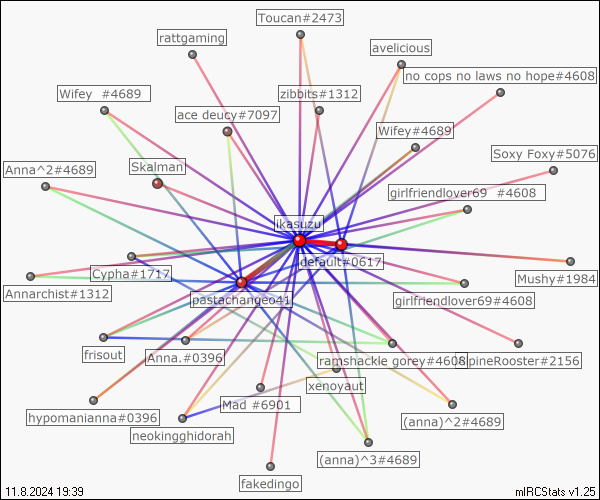 Toucan#2473
rattgaming
avelicious
no cops no laws no hope#4608
Wifey  #4689
zibbits#1312
ace deucy#7097
Wifey#4689
Soxy Foxy#5076
Anna^2#4689
Skalman
girlfriendlover69  #4608
ikasuzu
default#0617
Cypha#1717
Mushy#1984
Annarchist#1312
pastachangeo41
girlfriendlover69#4608
frisout
Anna.#0396
ramshackle gorey#4608
pineRooster#2156
xenoyaut
hypomanianna#0396
Mad #6901
neokingghidorah
(anna)^2#4689
(anna)^3#4689
fakedingo
11.8.2024 19:39
mIRCStats v1.25